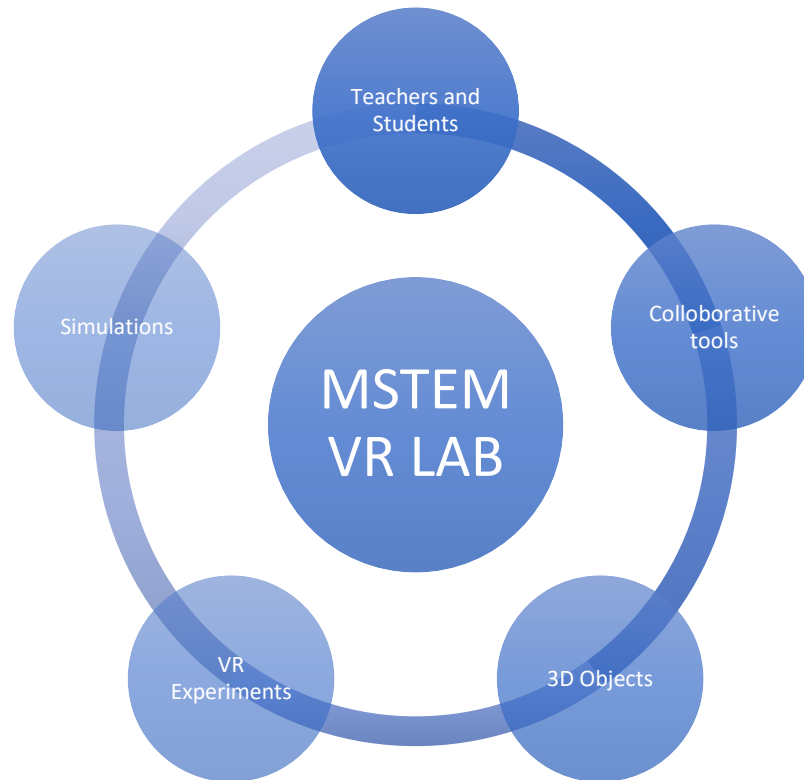 Teachers and
Students
Colloborative
tools
3D Objects
VR
Experiments
Simulations
MSTEM
VR LAB